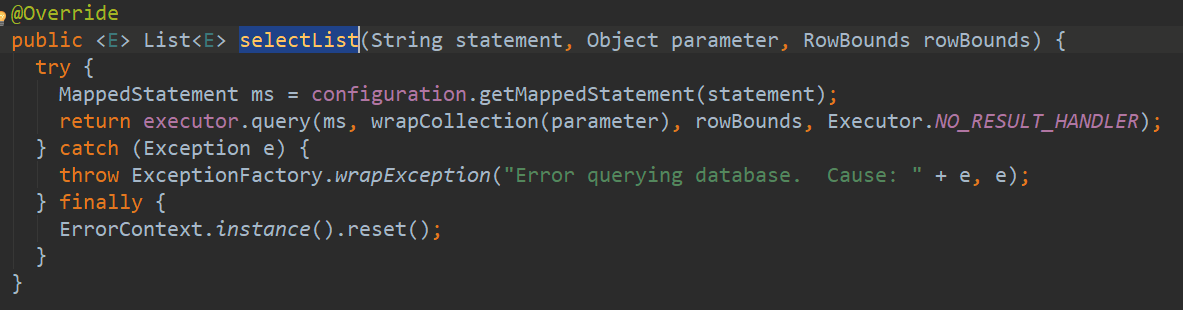 @Override
public <E> List<E> selectList(String statement, Object parameter, RowBounds rowBounds) {
try {
MappedStatement ms = configuration.getMappedStatement(statement);
return executor.query(ms, wrapCollection(parameter), rowBounds, Executor.NO_RESULT_HANDLER);
} catch (Exception e) {
throw ExceptionFactory.wrapException("Error querying database.  Cause: " + e, e);
} finally {
ErrorContext.instance().reset();
}
}